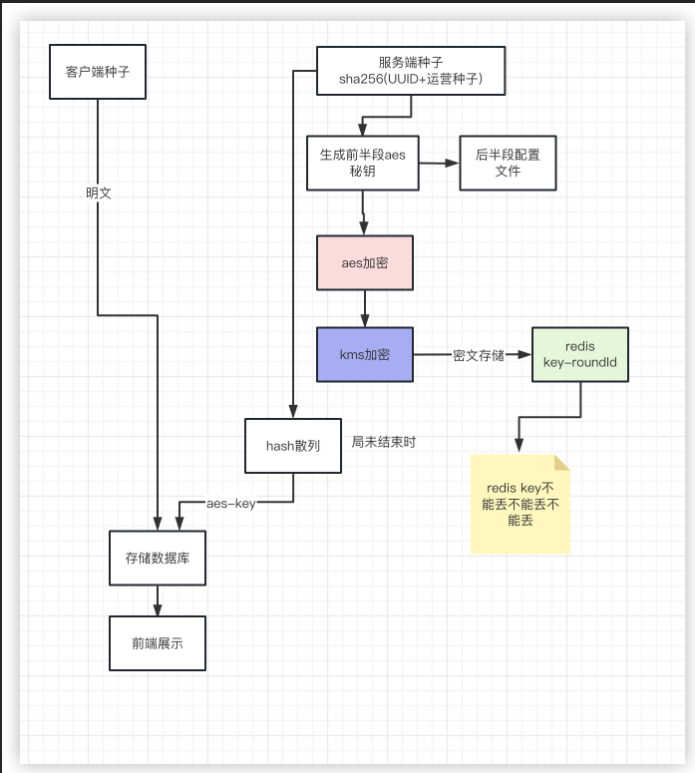 客户端种子
服务端种子
sha256(UUID+运营种子)
生成前半段aes
秘钥
后半段配置
文件
明文
aes加密
kms加密
密文存储
redis
key-roundId
hash散列
局未结束时
redis key不
能丢不能丢不
能丢
aes-key
存储数据库
前端展示